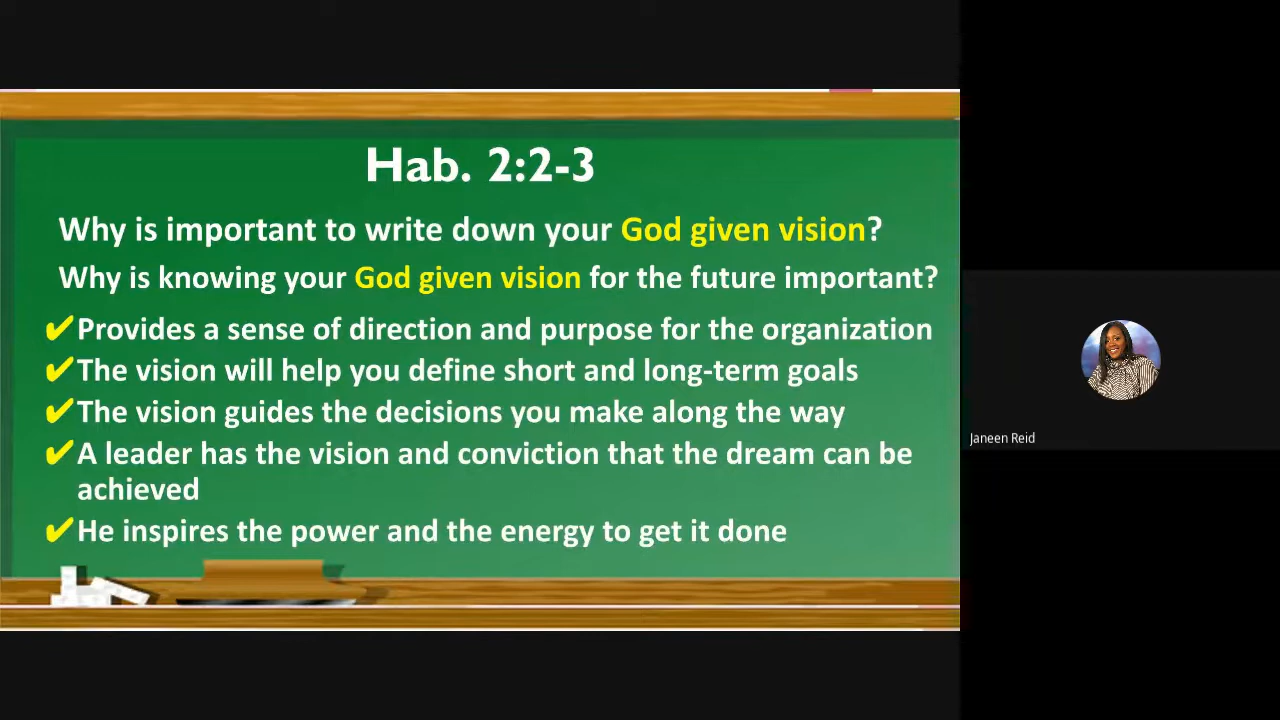 Hab. 2:2-3
Why is important to write down your God given vision?
Why is knowing your God given vision for the future important?
✔Provides a sense of direction and purpose for the organization
✔The vision will help you define short and long-term goals
✔The vision guides the decisions you make along the way
✔A leader has the vision and conviction that the dream can be
achieved
✔He inspires the power and the energy to get it done
Janeen Reid